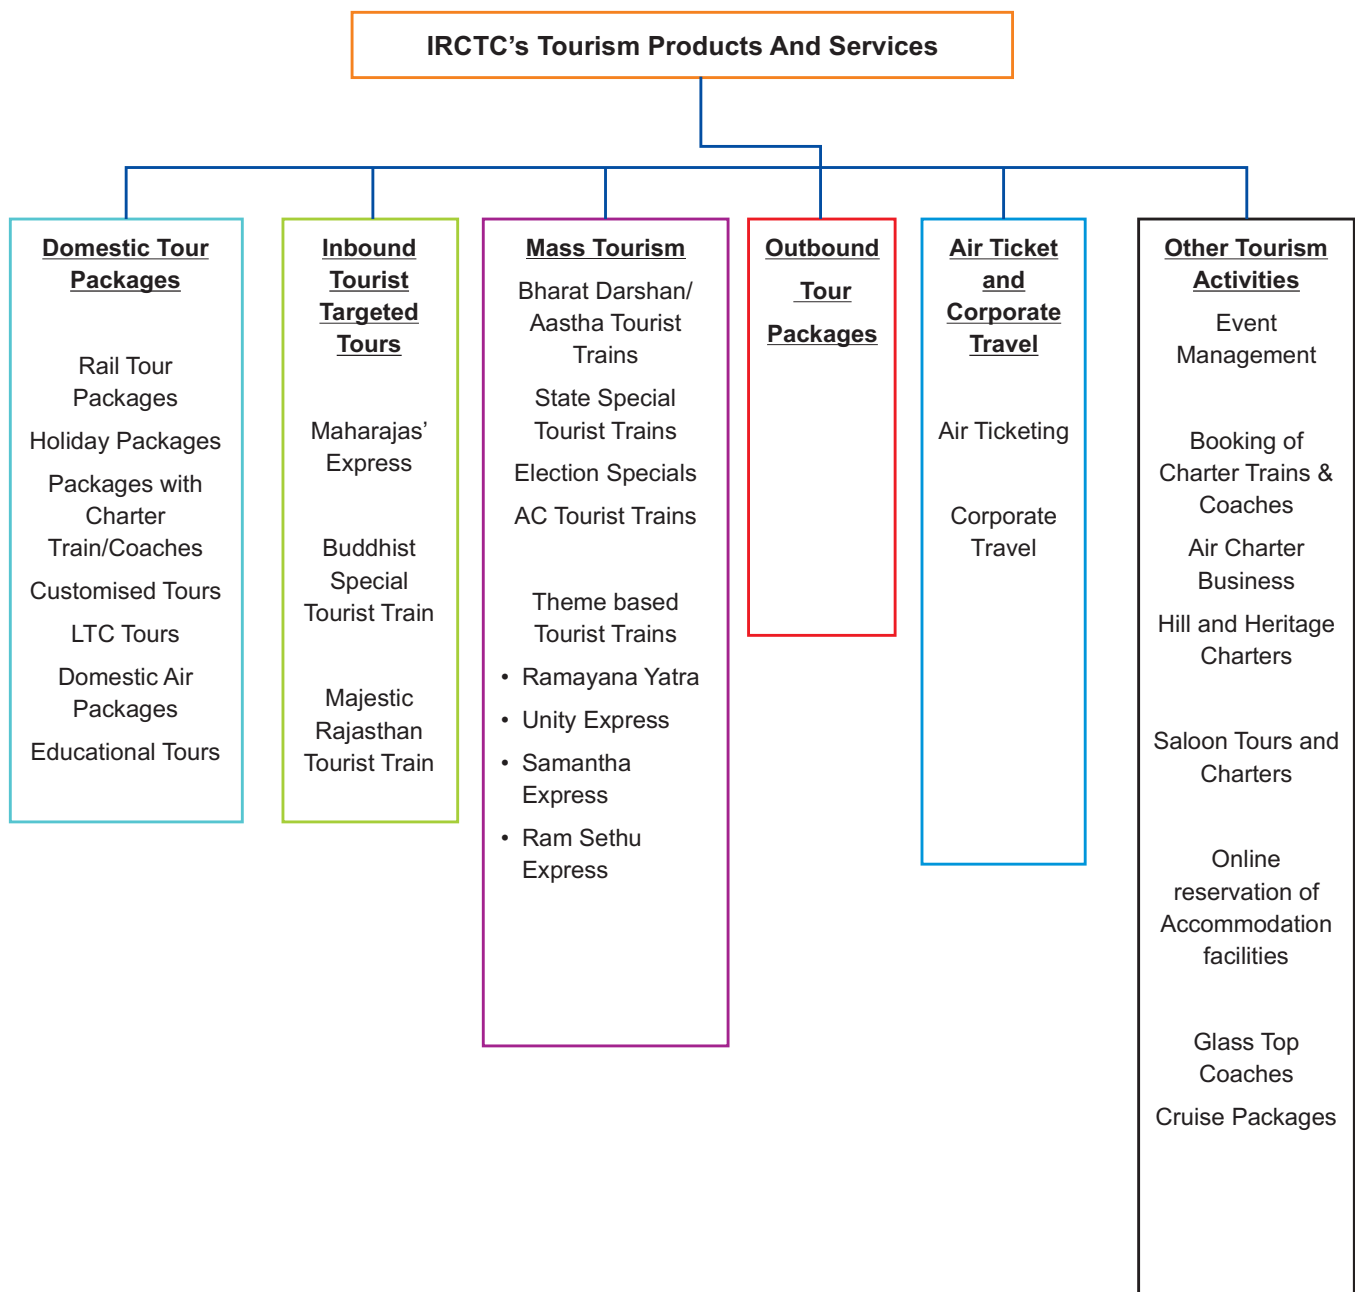 IRCTC’s Tourism Products And Services
Domestic Tour
Packages
Rail Tour
Packages
Holiday Packages
Packages with
Charter
Train/Coaches
Customised Tours
LTC Tours
Domestic Air
Packages
Educational Tours
Inbound
Tourist
Targeted
Tours
Maharajas’
Express
Buddhist
Special
Tourist Train
Majestic
Rajasthan
Tourist Train
Mass Tourism
Bharat Darshan/
Aastha Tourist
Trains
State Special
Tourist Trains
Election Specials
AC Tourist Trains
Theme based
Tourist Trains
• Ramayana Yatra
• Unity Express
• Samantha
Express
• Ram Sethu
Express
Outbound
Tour
Packages
Air Ticket
and
Corporate
Travel
Air Ticketing
Corporate
Travel
Other Tourism
Activities
Event
Management
Booking of
Charter Trains &
Coaches
Air Charter
Business
Hill and Heritage
Charters
Saloon Tours and
Charters
Online
reservation of
Accommodation
facilities
Glass Top
Coaches
Cruise Packages